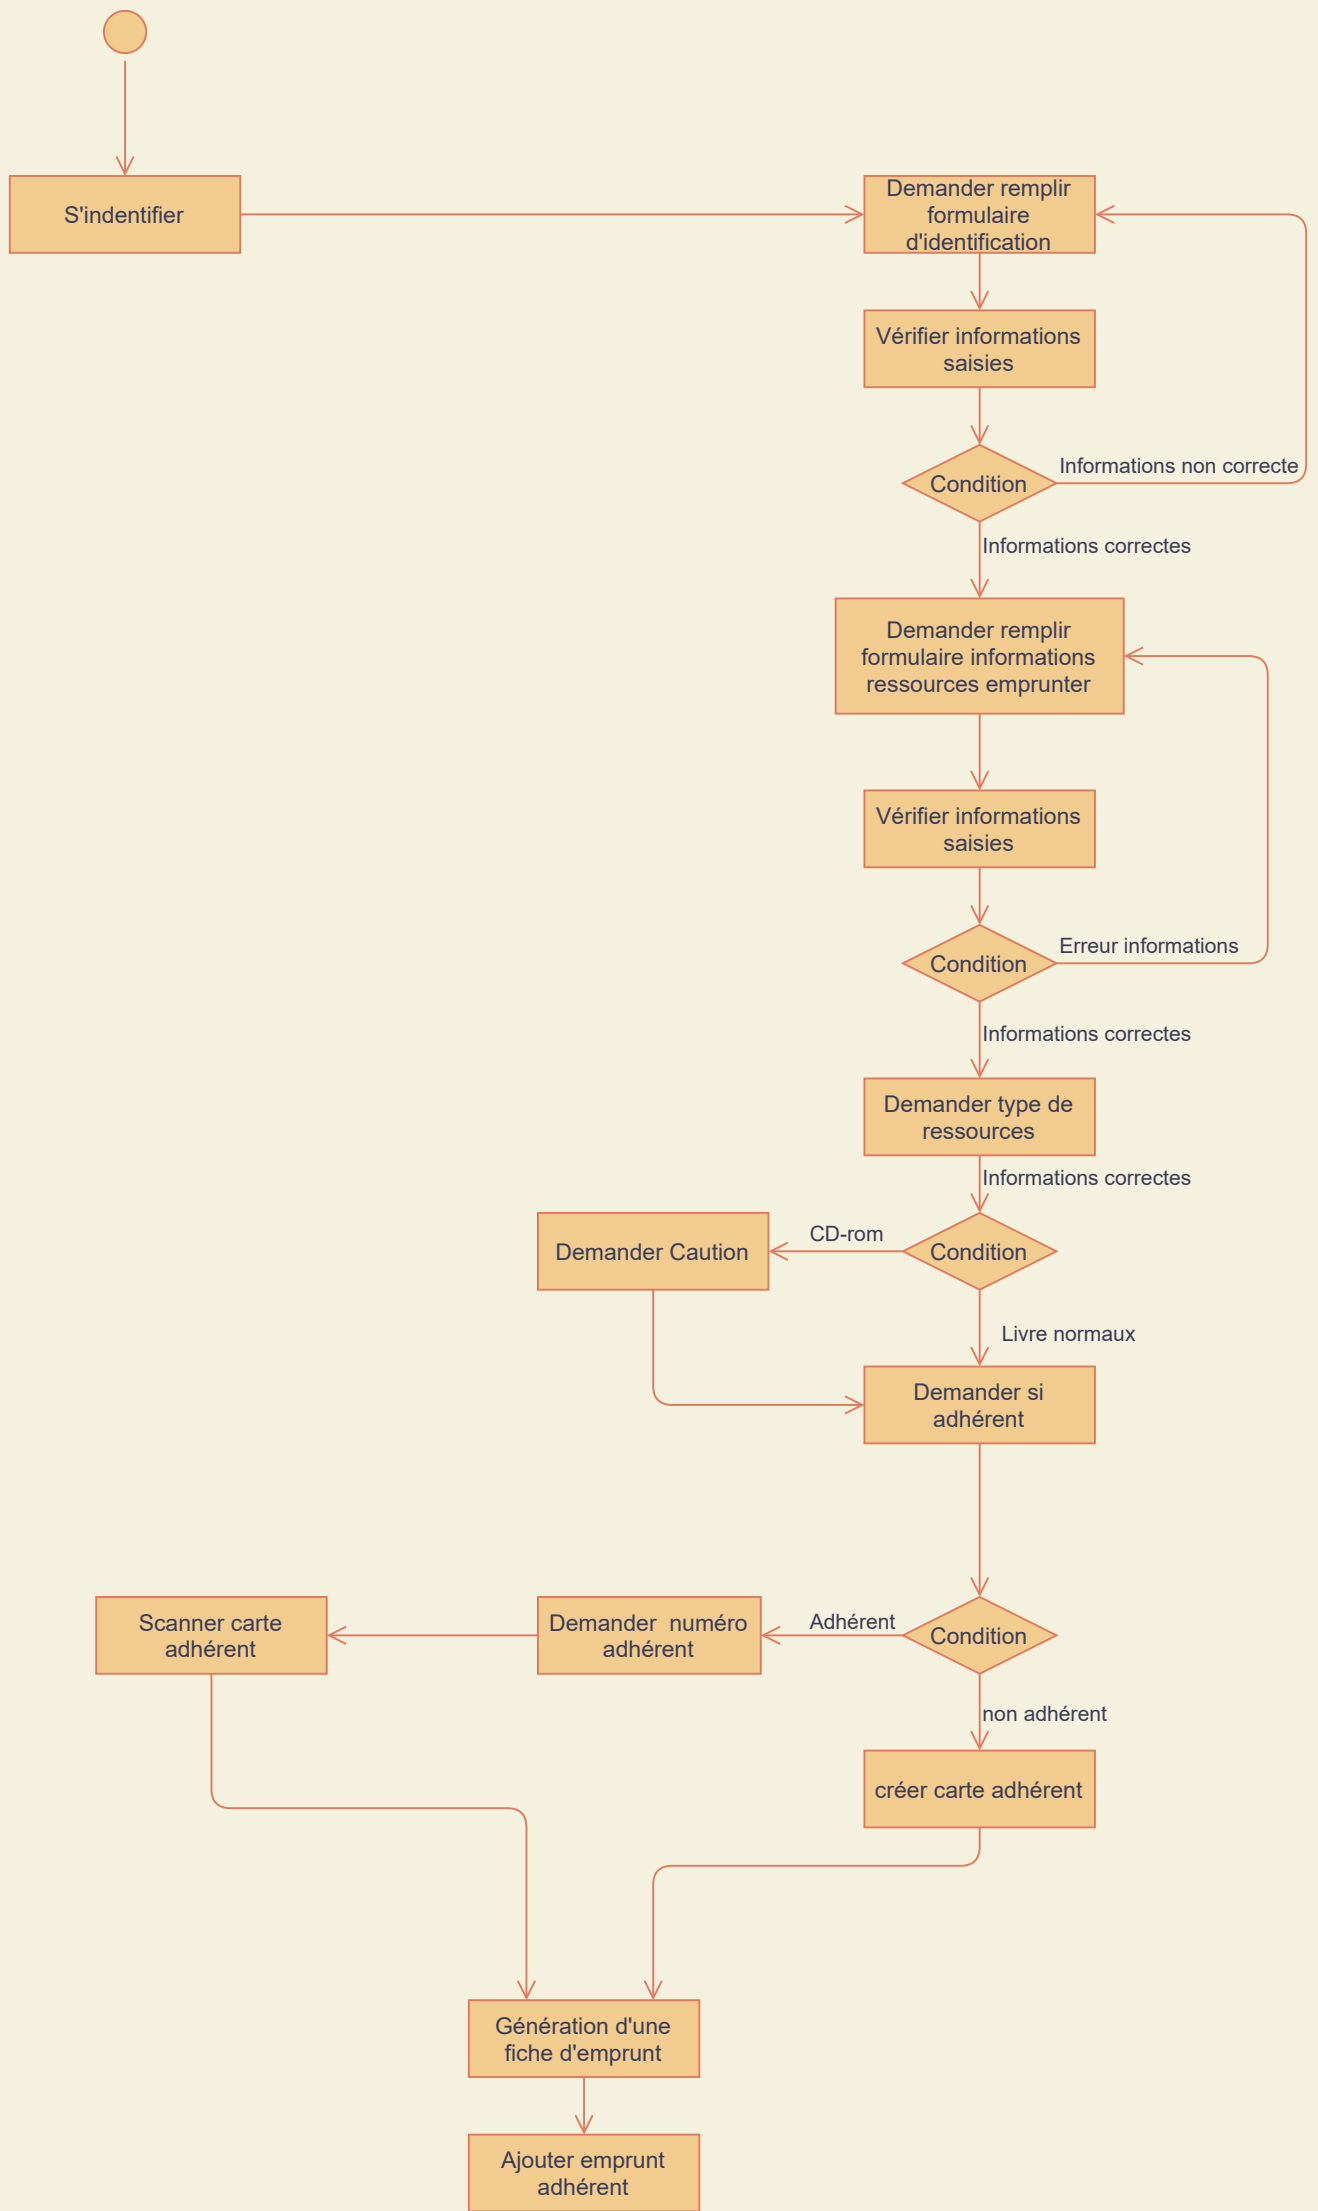 S'indentifier
Demander remplir
formulaire
d'identification
Vérifier informations
saisies
Condition
Informations non correcte
Informations correctes
Demander remplir
formulaire informations
ressources emprunter
Vérifier informations
saisies
Condition
Erreur informations
Informations correctes
Demander type de
ressources
Informations correctes
Condition
CD-rom
Demander Caution
Livre normaux
Demander si
adhérent
Condition
Adhérent
Demander  numéro
adhérent
Scanner carte
adhérent
non adhérent
créer carte adhérent
Génération d'une
fiche d'emprunt
Ajouter emprunt
adhérent